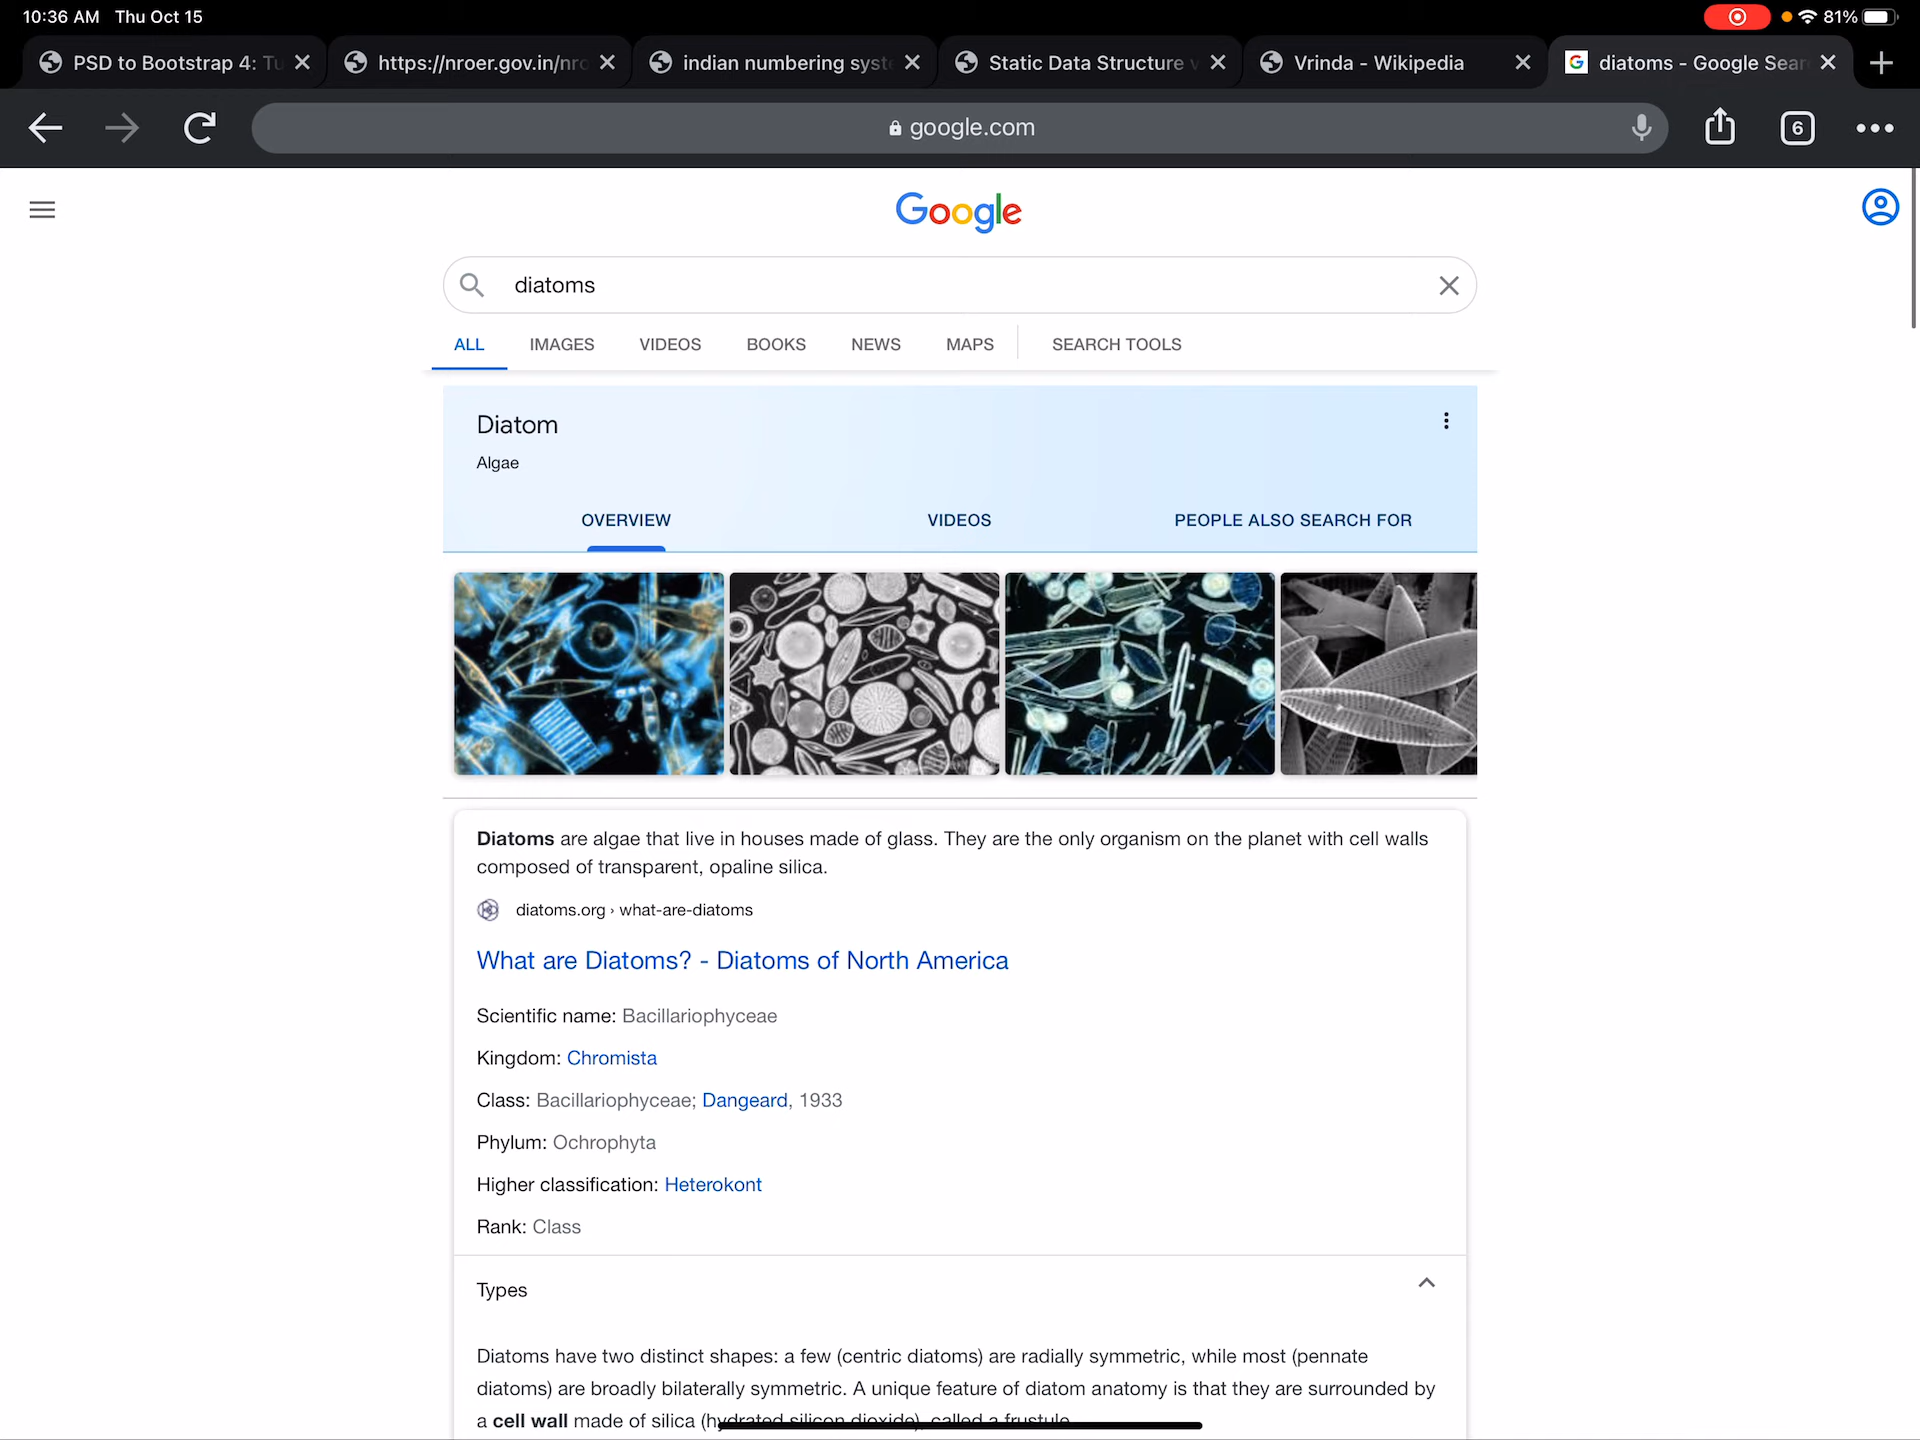 10:36 AM Thu Oct 15
81%
PSD to Bootstrap 4: Tu
https://nroer.gov.in/nro
indian numbering syste
Static Data Structure v
Vrinda - Wikipedia
diatoms - Google Sear
google.com
6
Google
diatoms
ALL IMAGES VIDEOS BOOKS NEWS MAPS SEARCH TOOLS
Diatom
Algae
OVERVIEW VIDEOS PEOPLE ALSO SEARCH FOR
Diatoms are algae that live in houses made of glass. They are the only organism on the planet with cell walls
composed of transparent, opaline silica.
diatoms.org › what-are-diatoms
What are Diatoms? - Diatoms of North America
Scientific name: Bacillariophyceae
Kingdom: Chromista
Class: Bacillariophyceae; Dangeard, 1933
Phylum: Ochrophyta
Higher classification: Heterokont
Rank: Class
Types
Diatoms have two distinct shapes: a few (centric diatoms) are radially symmetric, while most (pennate
diatoms) are broadly bilaterally symmetric. A unique feature of diatom anatomy is that they are surrounded by
a cell wall made of silica (hydrated silicon dioxide), called a frustule